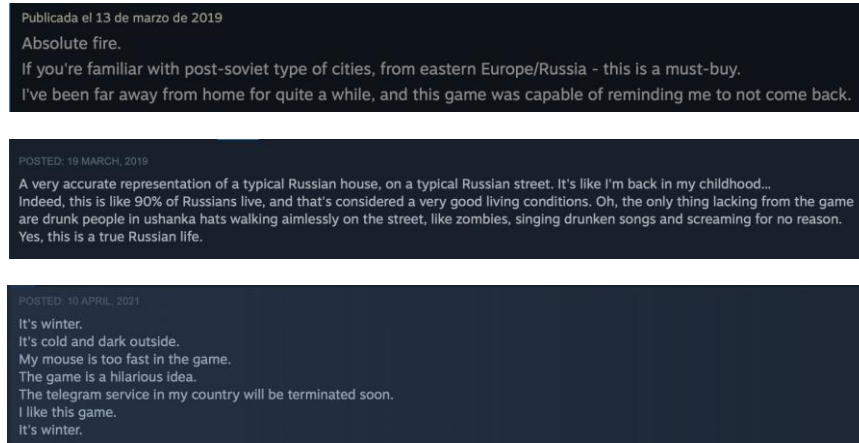 Publicada el 13 de marzo de 2019
Absolute fire.
If you're familiar with post-soviet type of cities, from eastern Europe/Russia - this is a must-buy.
I've been far away from home for quite a while, and this game was capable of reminding me to not come back.
POSTED: 19 MARCH, 2019
A very accurate representation of a typical Russian house, on a typical Russian street. It's like I'm back in my childhood...
Indeed, this is like 90% of Russians live, and that's considered a very good living conditions. Oh, the only thing lacking from the game
are drunk people in ushanka hats walking aimlessly on the street, like zombies, singing drunken songs and screaming for no reason.
Yes, this is a true Russian life.
POSTED: 10 APRIL, 2021
It's winter.
It's cold and dark outside.
My mouse is too fast in the game.
The game is a hilarious idea.
The telegram service in my country will be terminated soon.
I like this game.
It's winter.